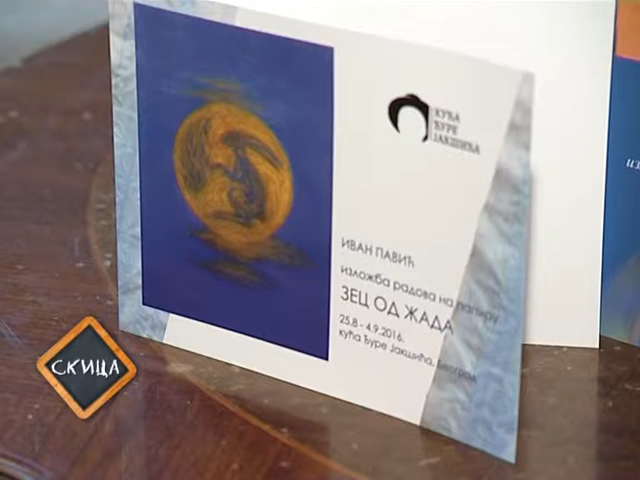 КУЋА
ЂУРЕ
ЈАКШИЋА
ИВАН ПАВИЋ
изложба радова на папиру
ЗЕЦ ОД ЖАДА
25.8 - 4.9.2016.
кућа Ђуре Јакшића, Београд
СКИЦА